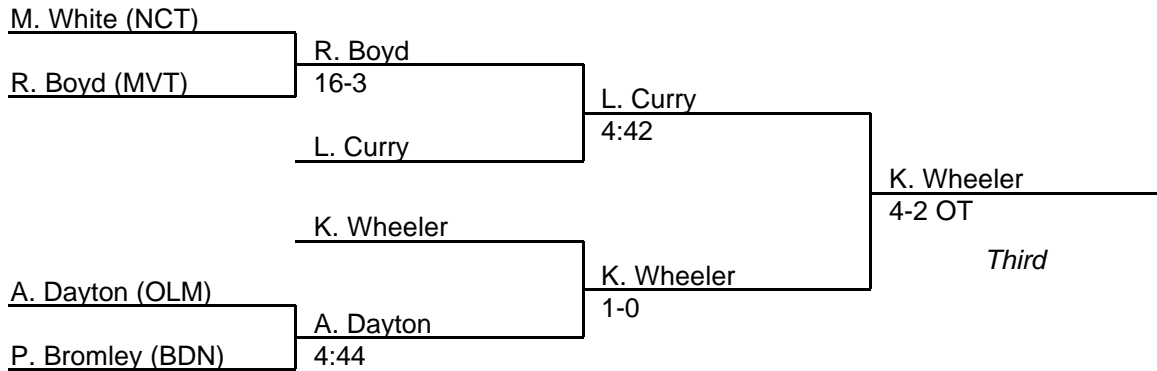 M. White (NCT)
R. Boyd
R. Boyd (MVT)
16-3
L. Curry
4:42
L. Curry
K. Wheeler
4-2 OT
K. Wheeler
Third
K. Wheeler
A. Dayton (OLM)
1-0
A. Dayton
P. Bromley (BDN)
4:44